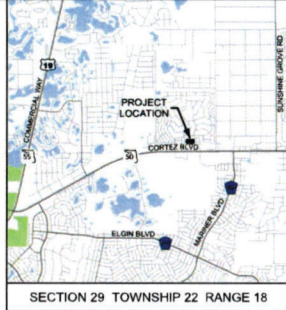 SUNSHINE GROVE RD
19
COMMERCIAL WAY
PROJECT
LOCATION
50
50
CORTEZ BLVD
MARINER BLVD
ELGIN BLVD
SECTION 29 TOWNSHIP 22 RANGE 18